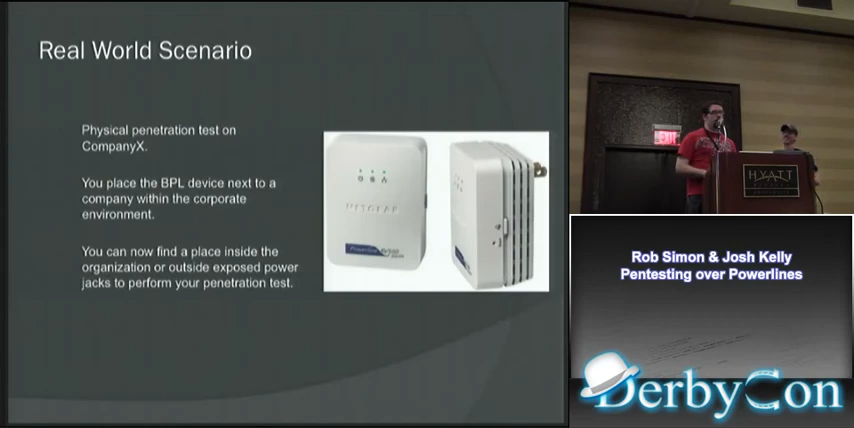 Real World Scenario
Physical penetration test on
CompanyX.
You place the BPL device next to a
company within the corporate
environment.
You can now find a place inside the
organization or outside exposed power
jacks to perform your penetration test.
NETGEAR
EXIT
HYATT
Rob Simon & Josh Kelly
Pentesting over Powerlines
DerbyCon